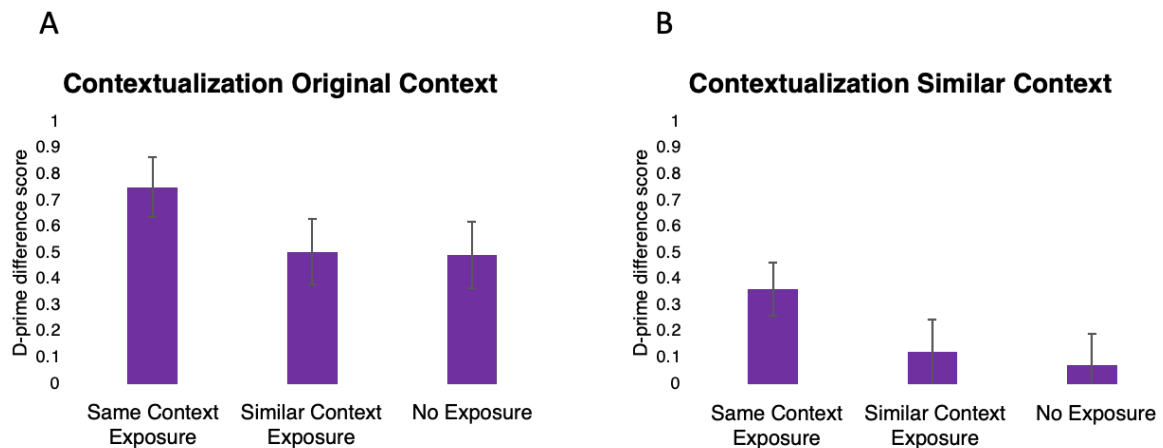 A
Contextualization Original Context
D-prime difference score
1
0.9
0.8
0.7
0.6
0.5
0.4
0.3
0.2
0.1
0
Same Context
Exposure
Similar Context
Exposure
No Exposure
B
Contextualization Similar Context
D-prime difference score
1
0.9
0.8
0.7
0.6
0.5
0.4
0.3
0.2
0.1
0
Same Context
Exposure
Similar Context
Exposure
No Exposure